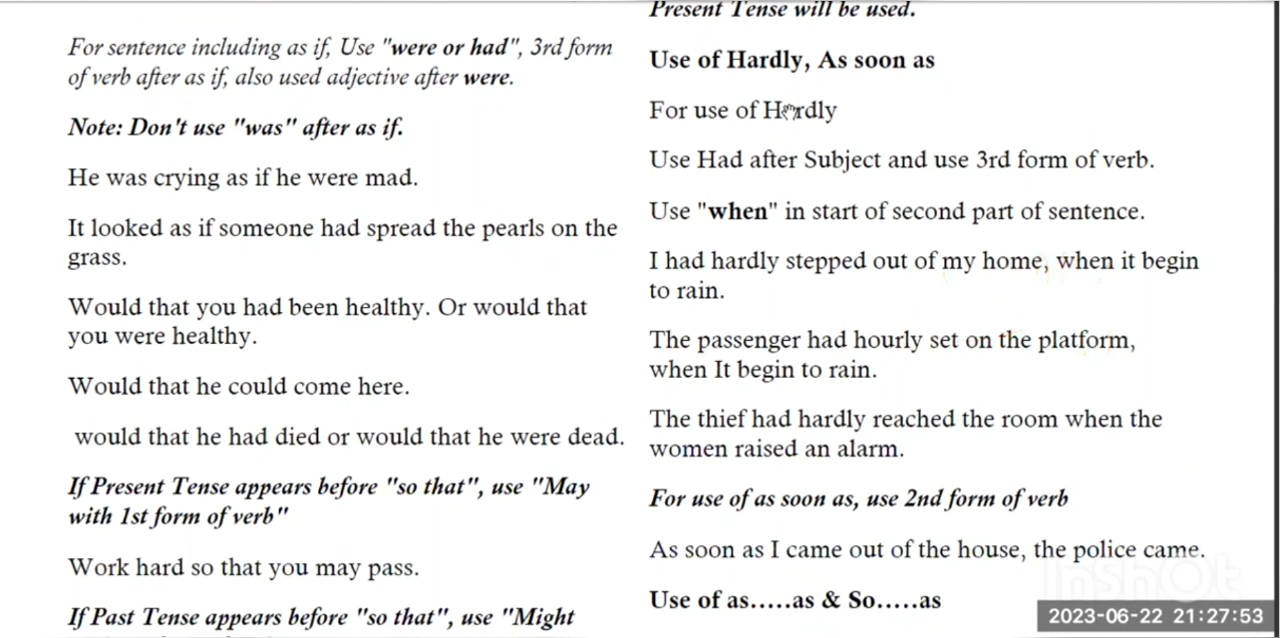 For sentence including as if, Use "were or had", 3rd form
of verb after as if, also used adjective after were.
Note: Don't use "was" after as if.
He was crying as if he were mad.
It looked as if someone had spread the pearls on the
grass.
Would that you had been healthy. Or would that
you were healthy.
Would that he could come here.
would that he had died or would that he were dead.
If Present Tense appears before "so that", use "May
with 1st form of verb"
Work hard so that you may pass.
If Past Tense appears before "so that", use "Might
Present Tense will be used.
Use of Hardly, As soon as
For use of Hardly
Use Had after Subject and use 3rd form of verb.
Use "when" in start of second part of sentence.
I had hardly stepped out of my home, when it begin
to rain.
The passenger had hourly set on the platform,
when It begin to rain.
The thief had hardly reached the room when the
women raised an alarm.
For use of as soon as, use 2nd form of verb
As soon as I came out of the house, the police came.
Use of as.....as & So.....as
InShOt
2023-06-22 21:27:53